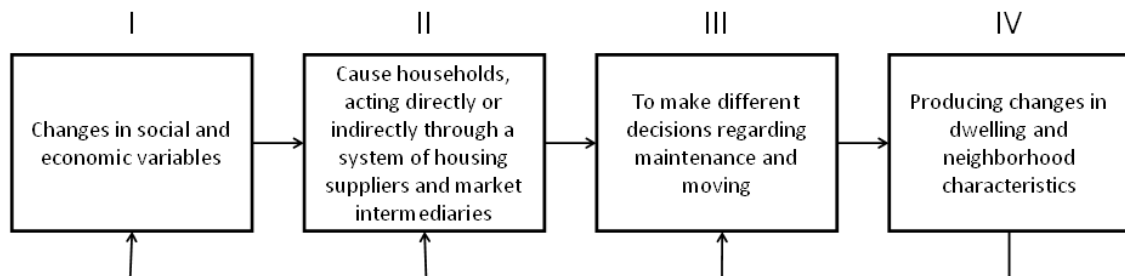 I
II
III
IV
Changes in social and
economic variables
Cause households,
acting directly or
indirectly through a
system of housing
suppliers and market
intermediaries
To make different
decisions regarding
maintenance and
moving
Producing changes in
dwelling and
neighborhood
characteristics